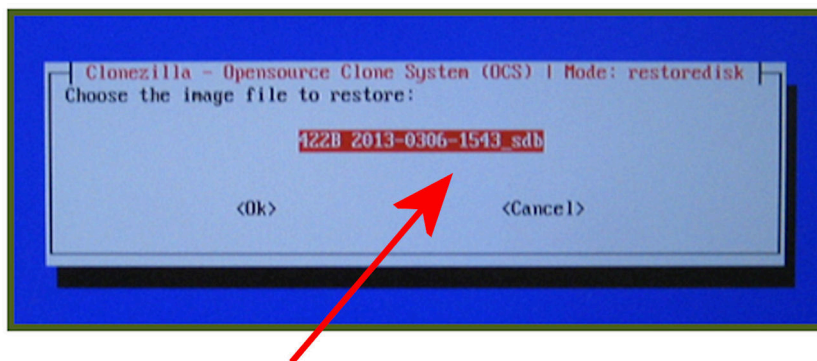 Clonezilla - Opensource Clone System (OCS) | Mode: restoredisk
Choose the image file to restore:
422B 2013-0306-1543_sdb
<Ok> <Cancel>